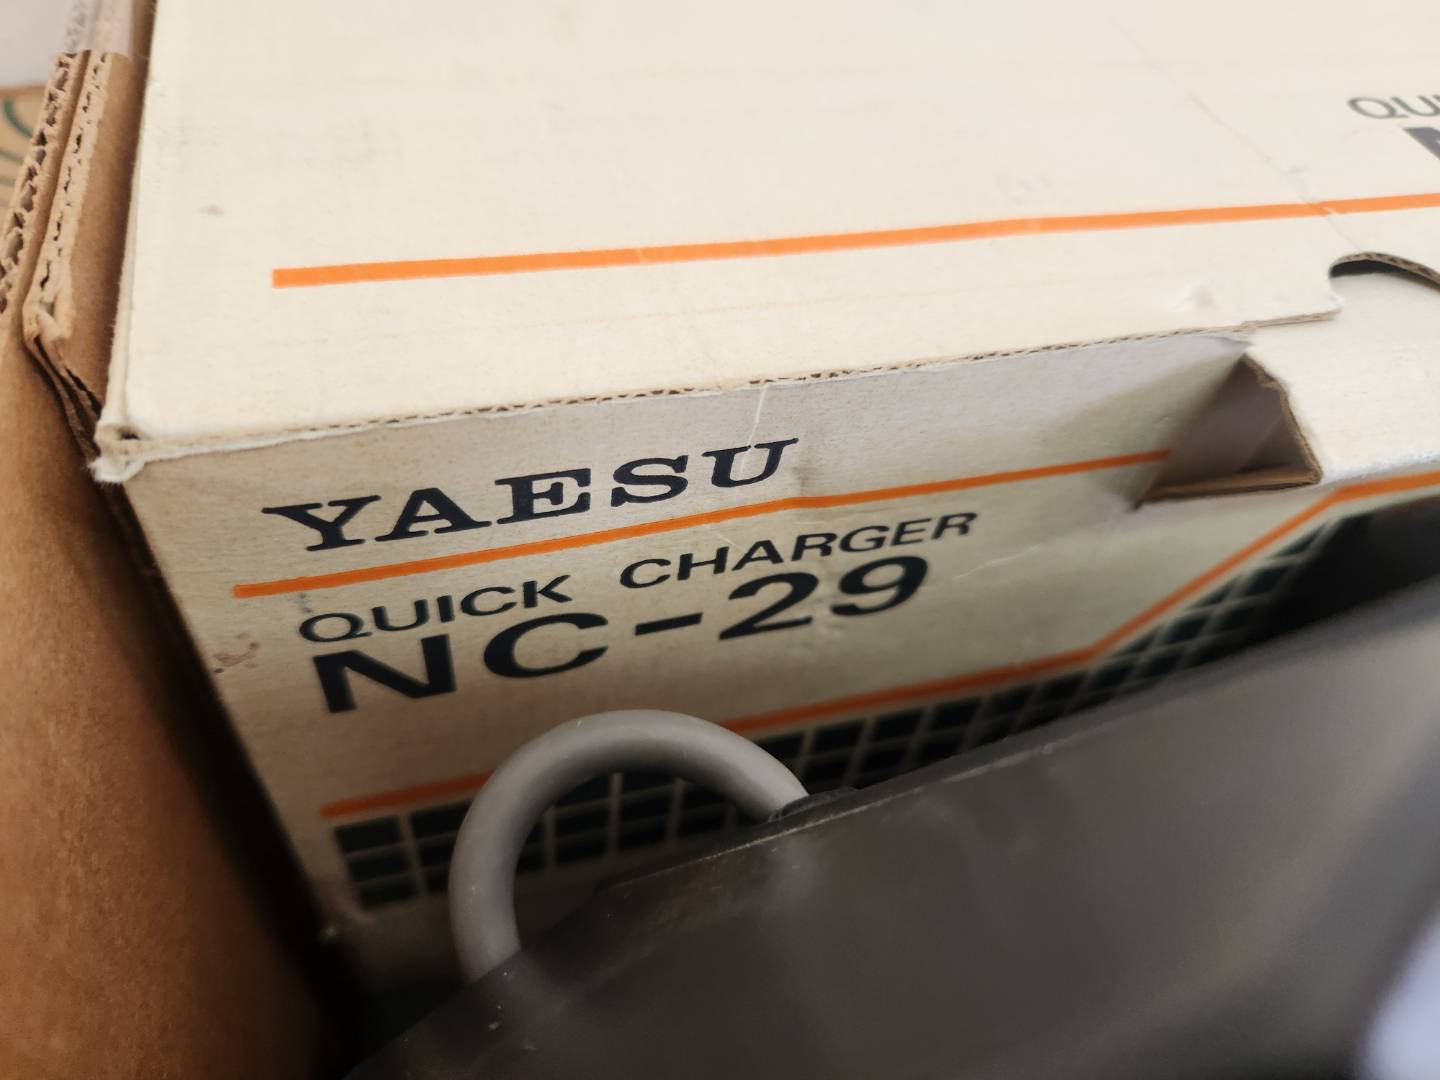 YAESU
QUICK CHARGER
NC-29